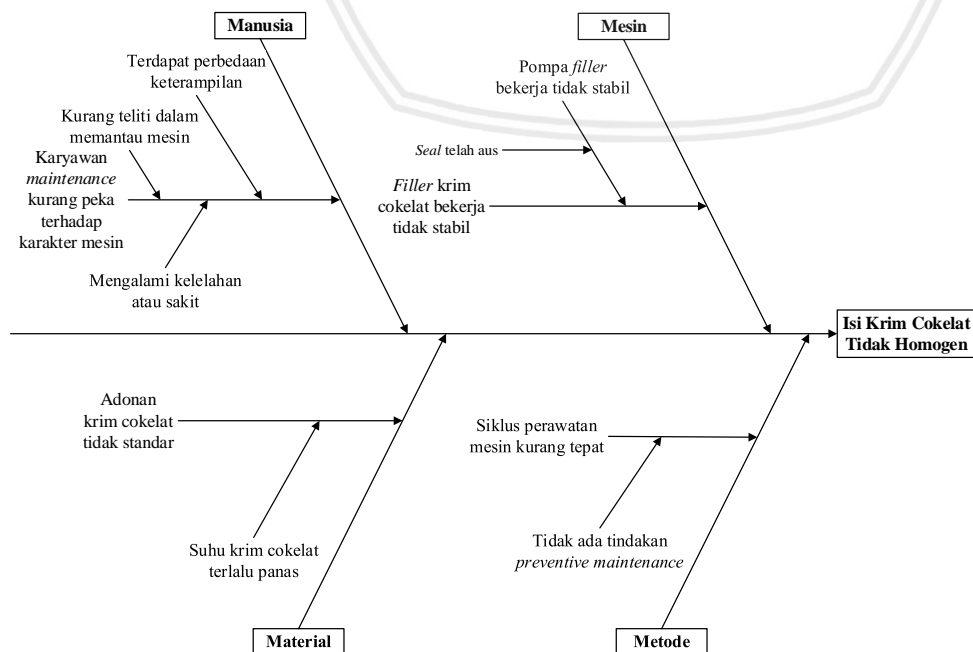 Manusia
Mesin
Terdapat perbedaan
keterampilan
Kurang teliti dalam
memantau mesin
Karyawan
maintenance
kurang peka
terhadap
karakter mesin
Mengalami kelelahan
atau sakit
Pompa filler
bekerja tidak stabil
Seal telah aus
Filler krim
cokelat bekerja
tidak stabil
Isi Krim Cokelat
Tidak Homogen
Adonan
krim cokelat
tidak standar
Suhu krim cokelat
terlalu panas
Siklus perawatan
mesin kurang tepat
Tidak ada tindakan
preventive maintenance
Material
Metode